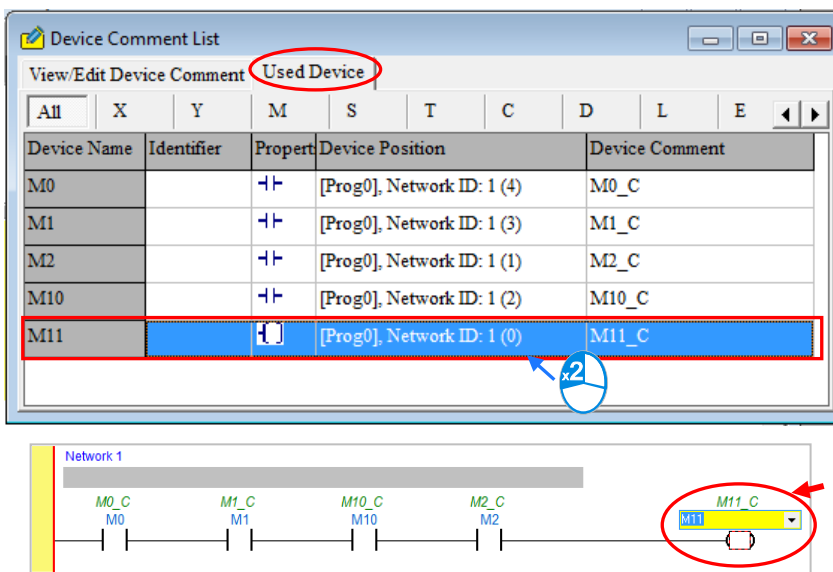 Device Comment List
View/Edit Device Comment Used Device
All X Y M S T C D L E
Device Name Identifier Propert Device Position Device Comment
M0 [Prog0], Network ID: 1 (4) M0_C
M1 [Prog0], Network ID: 1 (3) M1_C
M2 [Prog0], Network ID: 1 (1) M2_C
M10 [Prog0], Network ID: 1 (2) M10_C
M11 [Prog0], Network ID: 1 (0) M11_C
x2
Network 1
M0_C M1_C M10_C M2_C M11_C
M0 M1 M10 M2 M11